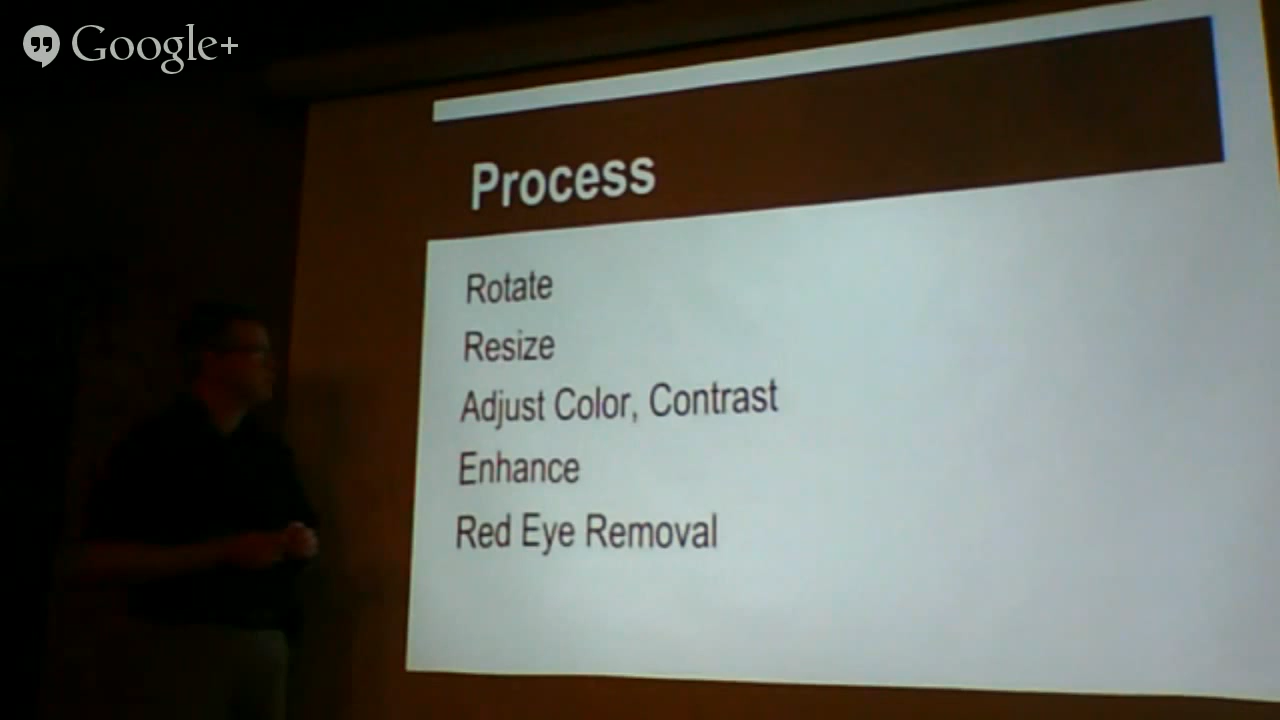 Google+
Process
Rotate
Resize
Adjust Color, Contrast
Enhance
Red Eye Removal